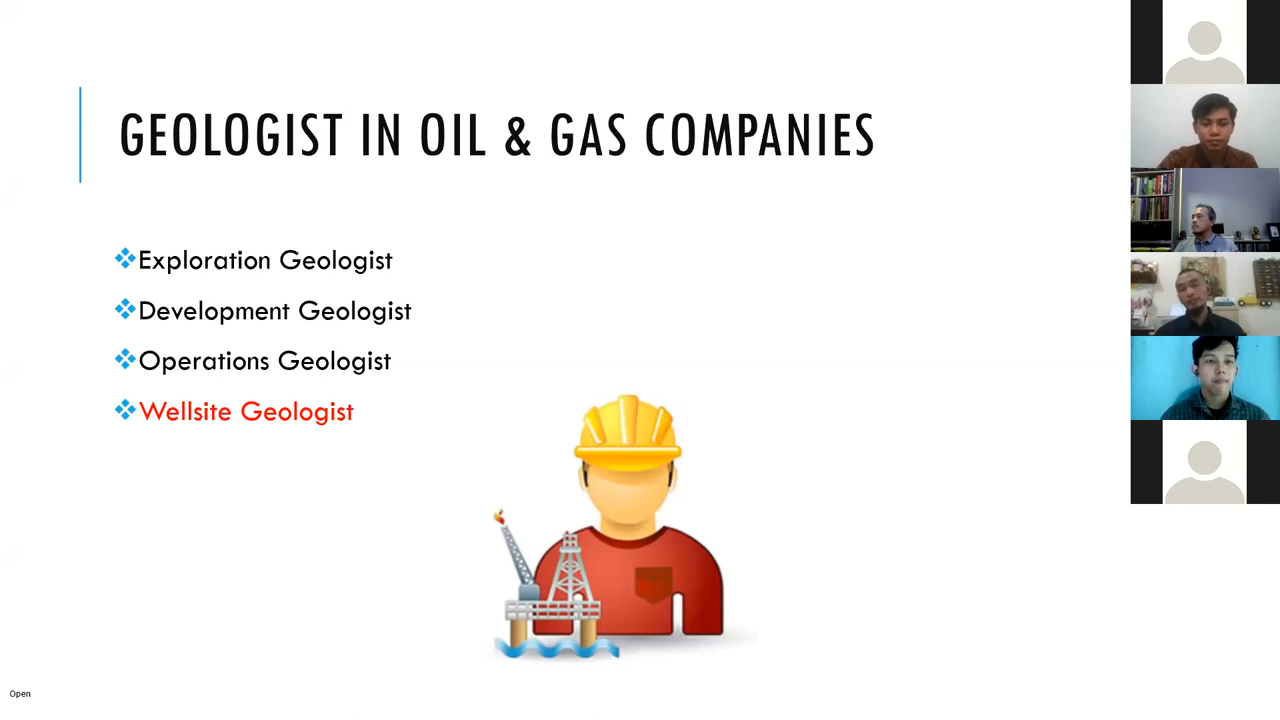 GEOLOGIST IN OIL & GAS COMPANIES
Exploration Geologist
Development Geologist
Operations Geologist
Wellsite Geologist
Open